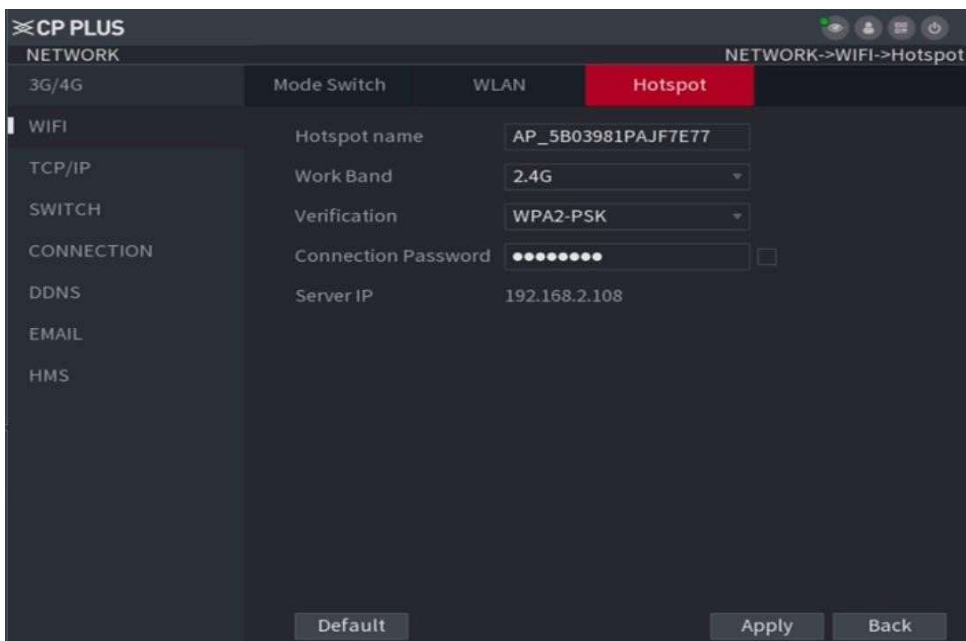 CP PLUS
NETWORK
NETWORK->WIFI->Hotspot
3G/4G
WIFI
TCP/IP
SWITCH
CONNECTION
DDNS
EMAIL
HMS
Mode Switch WLAN Hotspot
Hotspot name AP_5B03981PAJF7E77
Work Band 2.4G
Verification WPA2-PSK
Connection Password ●●●●●●●●
Server IP 192.168.2.108
Default Apply Back